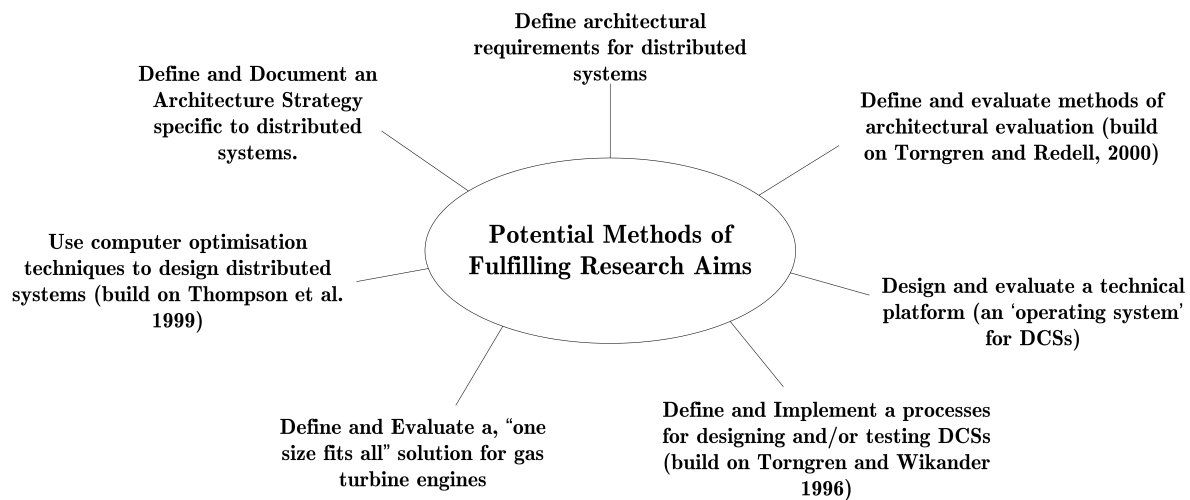 Define architectural
requirements for distributed
systems
Define and Document an
Architecture Strategy
specific to distributed
systems.
Define and evaluate methods of
architectural evaluation (build
on Torngren and Redell, 2000)
Potential Methods of
Fulfilling Research Aims
Use computer optimisation
techniques to design distributed
systems (build on Thompson et al.
1999)
Design and evaluate a technical
platform (an ‘operating system’
for DCSs)
Define and Evaluate a, “one
size fits all” solution for gas
turbine engines
Define and Implement a processes
for designing and/or testing DCSs
(build on Torngren and Wikander
1996)